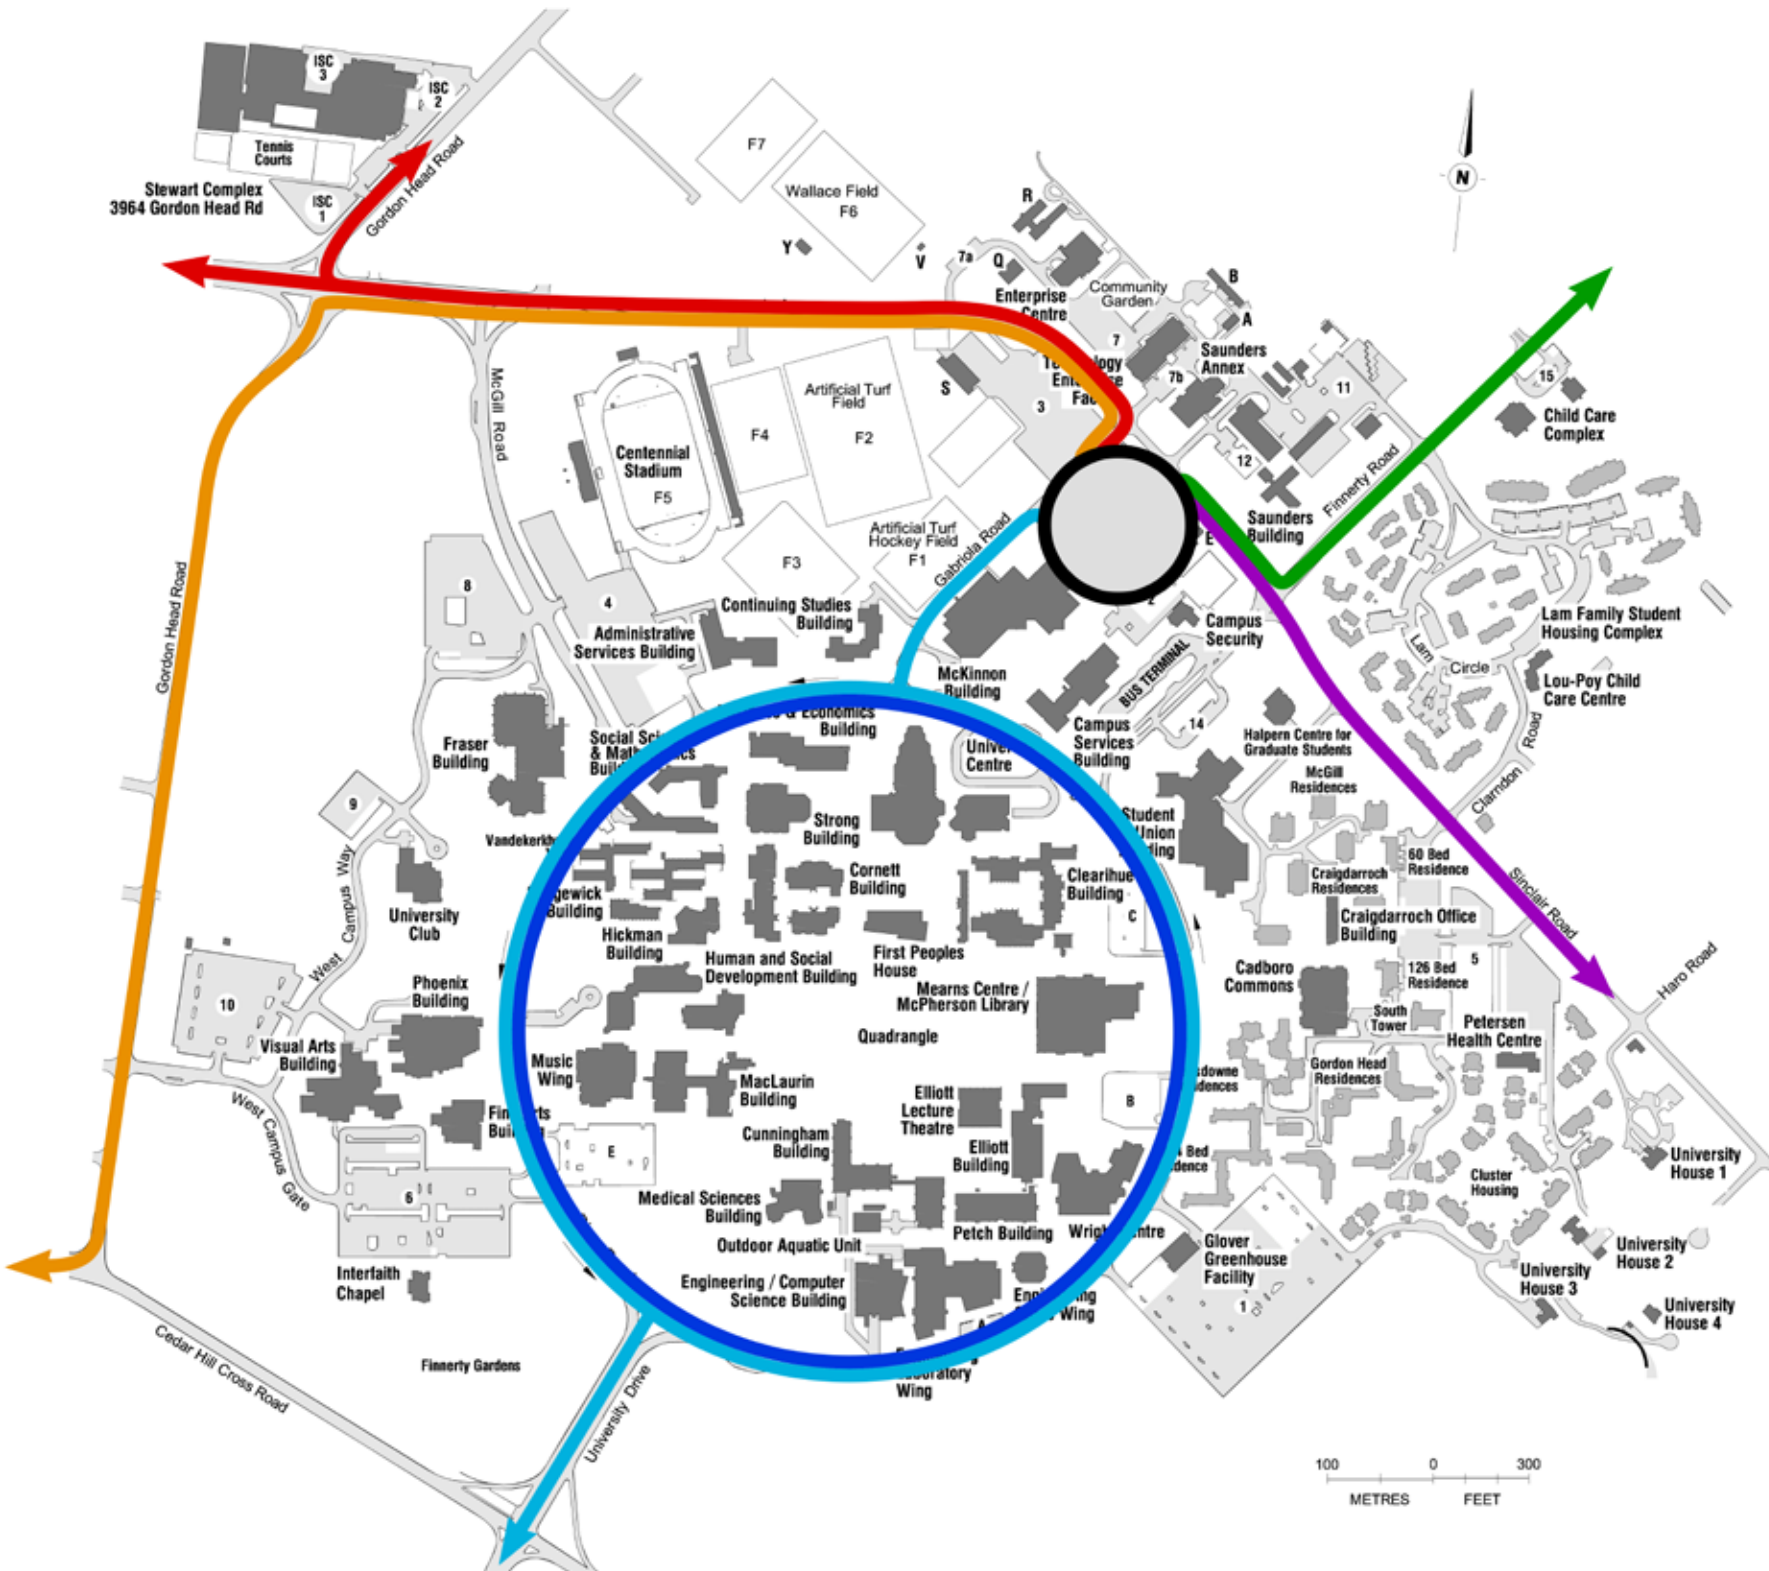 ISC
3
ISC
2
Tennis
Courts
Stewart Complex
3964 Gordon Head Rd
ISC
1
Gordon Head Road
F7
Wallace Field
F6
Y
V
R
7a
Q
Enterprise
Centre
Community
Garden
B
A
N
7
7b
Saunders
Annex
S
3
11
12
15
Child Care
Complex
McGill Road
Centennial
Stadium
F5
F4
Artificial Turf
Field
F2
Artificial Turf
Hockey Field
F1
F3
Gabriola Road
Finnerty Road
Saunders
Building
E
Gordon Head Road
8
4
Continuing Studies
Building
Administrative
Services Building
McKinnon
Building
2
Campus
Security
BUS TERMINAL
14
Campus
Services
Building
Lam Family Student
Housing Complex
Lam
Circle
Lou-Poy Child
Care Centre
Clarndon
Road
Halpern Centre for
Graduate Students
McGill
Residences
Fraser
Building
& Economics
Building
Centre
Student
Union
Strong
Building
9
West Campus Way
University
Club
Building
Hickman
Building
Cornett
Building
Clearihue
Building
C
First Peoples
House
Human and Social
Development Building
Mearns Centre /
McPherson Library
Quadrangle
60 Bed
Residence
Craigdarroch
Residences
Craigdarroch Office
Building
Sinclair Road
Haro Road
5
126 Bed
Residence
Cadboro
Commons
South
Tower
Petersen
Health Centre
Gordon Head
Residences
10
Phoenix
Building
Visual Arts
Building
Music
Wing
MacLaurin
Building
Elliott
Lecture
Theatre
Elliott
Building
B
Bed
West Campus Gate
E
6
Cunningham
Building
Medical Sciences
Building
Petch Building
Outdoor Aquatic Unit
Engineering / Computer
Science Building
Wing
A
Wing
Interfaith
Chapel
Glover
Greenhouse
Facility
1
Cluster
Housing
University
House 1
University
House 2
University
House 3
University
House 4
Cedar Hill Cross Road
Finnerty Gardens
University Drive
100 0 300
METRES FEET